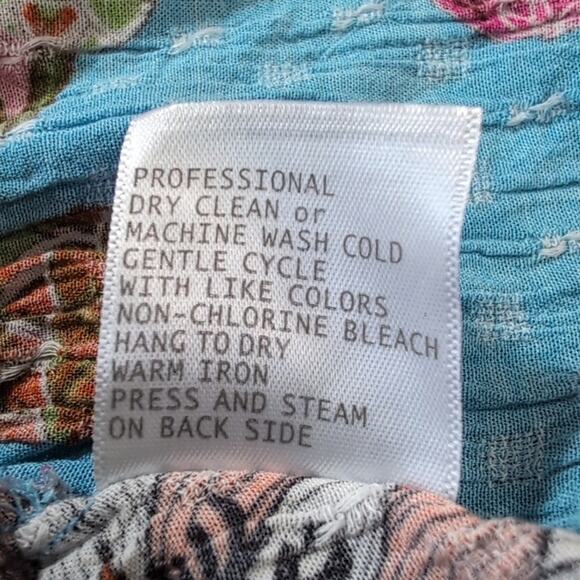 PROFESSIONAL
DRY CLEAN or
MACHINE WASH COLD
GENTLE CYCLE
WITH LIKE COLORS
NON-CHLORINE BLEACH
HANG TO DRY
WARM IRON
PRESS AND STEAM
ON BACK SIDE